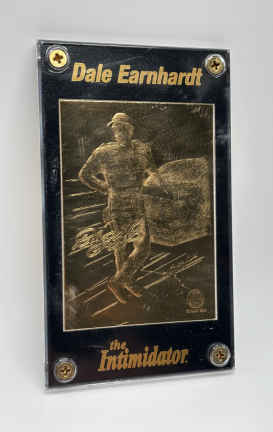 Dale Earnhardt
the
Intimidator